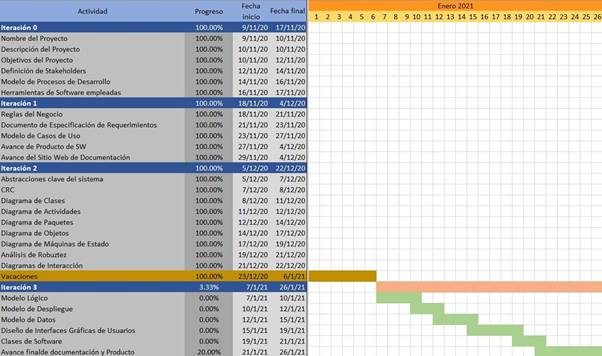 Actividad Progreso Fecha inicio Fecha final Enero 2021
1 2 3 4 5 6 7 8 9 10 11 12 13 14 15 16 17 18 19 20 21 22 23 24 25 26
Iteración 0 100.00% 9/11/20 17/11/20
Nombre del Proyecto 100.00% 9/11/20 10/11/20
Descripción del Proyecto 100.00% 10/11/20 10/11/20
Objetivos del Proyecto 100.00% 10/11/20 12/11/20
Definición de Stakeholders 100.00% 12/11/20 14/11/20
Modelo de Procesos de Desarrollo 100.00% 14/11/20 16/11/20
Herramientas de Software empleadas 100.00% 16/11/20 17/11/20
Iteración 1 100.00% 18/11/20 4/12/20
Reglas del Negocio 100.00% 18/11/20 21/11/20
Documento de Especificación de Requerimientos 100.00% 21/11/20 23/11/20
Modelo de Casos de Uso 100.00% 23/11/20 27/11/20
Avance de Producto de SW 100.00% 27/11/20 4/12/20
Avance del Sitio Web de Documentación 100.00% 29/11/20 4/12/20
Iteración 2 100.00% 5/12/20 22/12/20
Abstracciones clave del sistema 100.00% 5/12/20 7/12/20
CRC 100.00% 7/12/20 8/12/20
Diagrama de Clases 100.00% 8/12/20 11/12/20
Diagrama de Actividades 100.00% 11/12/20 12/12/20
Diagrama de Paquetes 100.00% 12/12/20 14/12/20
Diagrama de Objetos 100.00% 14/12/20 17/12/20
Diagrama de Máquinas de Estado 100.00% 17/12/20 19/12/20
Análisis de Robuztez 100.00% 19/12/20 21/12/20
Diagramas de Interacción 100.00% 21/12/20 22/12/20
Vacaciones 100.00% 23/12/20 6/1/21
Iteración 3 3.33% 7/1/21 26/1/21
Modelo Lógico 0.00% 7/1/21 10/1/21
Modelo de Despliegue 0.00% 10/1/21 12/1/21
Modelo de Datos 0.00% 12/1/21 15/1/21
Diseño de Interfaces Gráficas de Usuarios 0.00% 15/1/21 19/1/21
Clases de Software 0.00% 19/1/21 21/1/21
Avance finalde documentación y Producto 20.00% 21/1/21 26/1/21